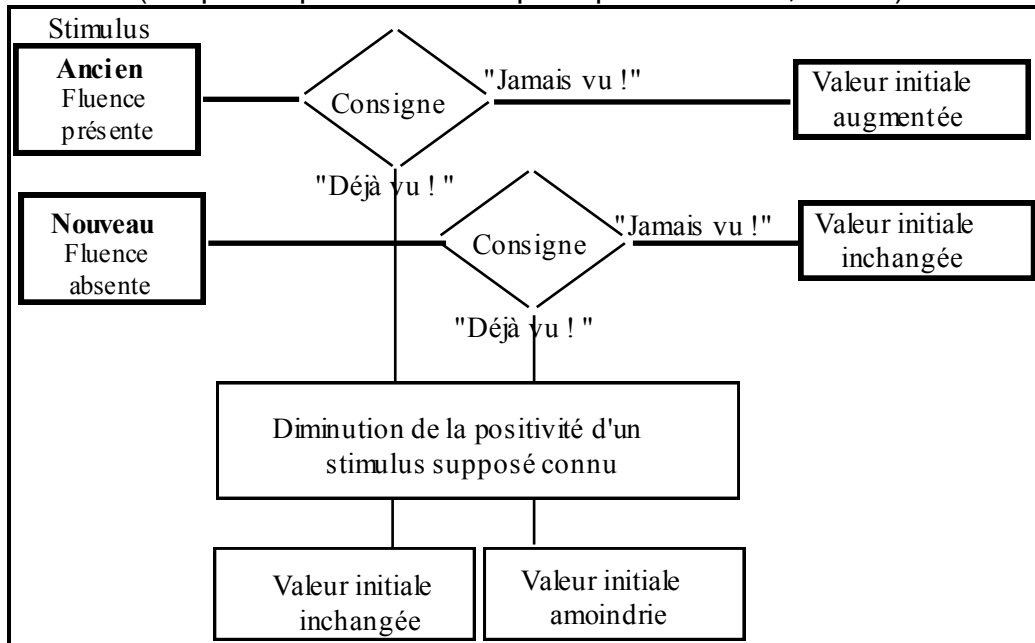 Stimulus
Ancien
Fluence
présente
Consigne
"Jamais vu !"
Valeur initiale
augmentée
"Déjà vu ! "
Nouveau
Fluence
absente
Consigne
"Jamais vu !"
Valeur initiale
inchangée
"Déjà vu ! "
Diminution de la positivité d'un
stimulus supposé connu
Valeur initiale
inchangée
Valeur initiale
amoindrie